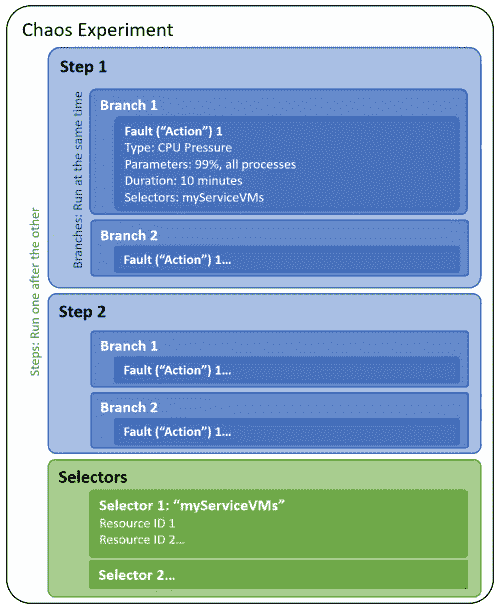 Chaos Experiment
Steps: Run one after the other
Step 1
Branches: Run at the same time
Branch 1
Fault (“Action”) 1
Type: CPU Pressure
Parameters: 99%, all processes
Duration: 10 minutes
Selectors: myServiceVMs
Branch 2
Fault (“Action”) 1...
Step 2
Branch 1
Fault (“Action”) 1...
Branch 2
Fault (“Action”) 1...
Selectors
Selector 1: “myServiceVMs”
Resource ID 1
Resource ID 2...
Selector 2...